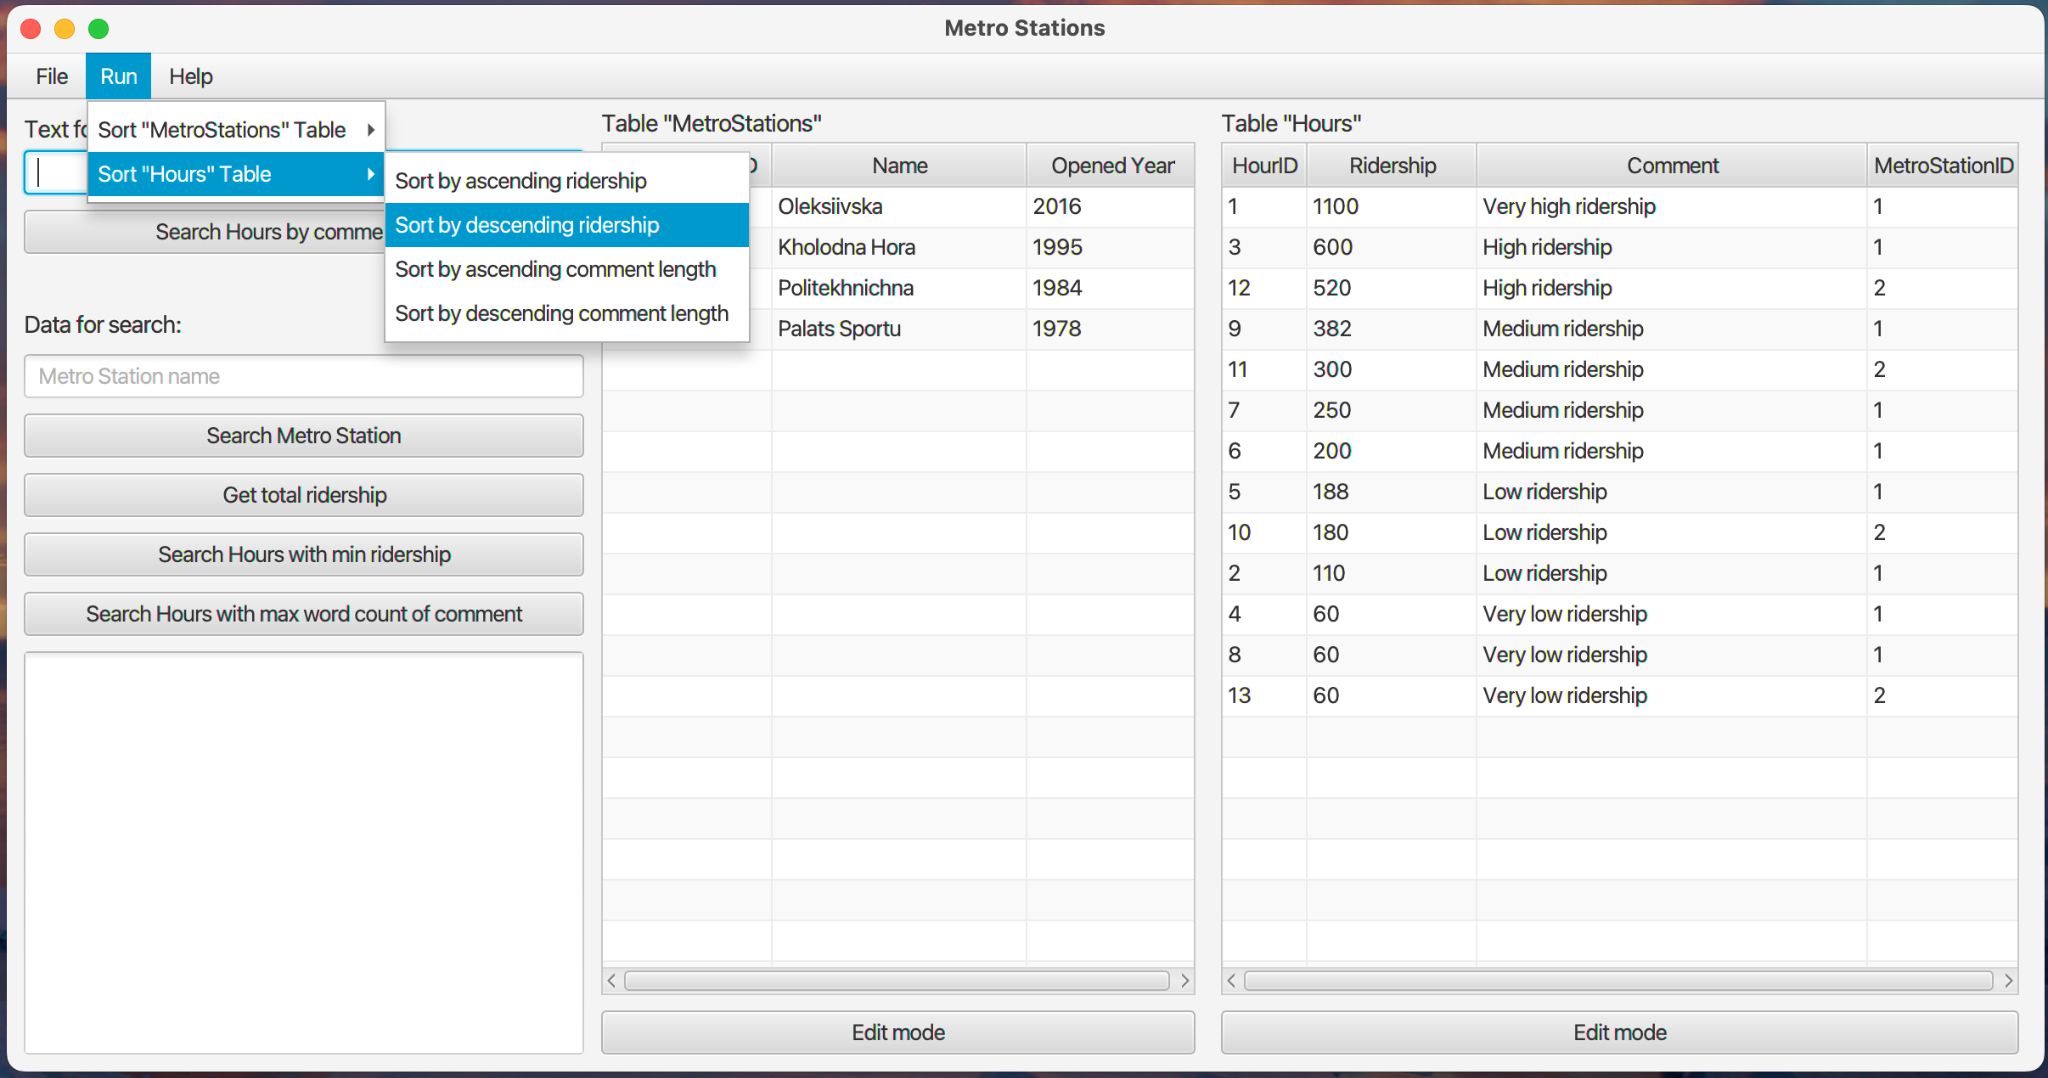 Metro Stations
File Run Help
Text
Sort "MetroStations" Table
Sort "Hours" Table
Sort by ascending ridership
Sort by descending ridership
Sort by ascending comment length
Sort by descending comment length
Search Hours by
Data for search:
Metro Station name
Search Metro Station
Get total ridership
Search Hours with min ridership
Search Hours with max word count of comment
Table "MetroStations"
Name Opened Year
Oleksiivska 2016
Kholodna Hora 1995
Politekhnichna 1984
Palats Sportu 1978
Edit mode
Table "Hours"
HourID Ridership Comment MetroStationID
1 1100 Very high ridership 1
3 600 High ridership 1
12 520 High ridership 2
9 382 Medium ridership 1
11 300 Medium ridership 2
7 250 Medium ridership 1
6 200 Medium ridership 1
5 188 Low ridership 1
10 180 Low ridership 2
2 110 Low ridership 1
4 60 Very low ridership 1
8 60 Very low ridership 1
13 60 Very low ridership 2
Edit mode